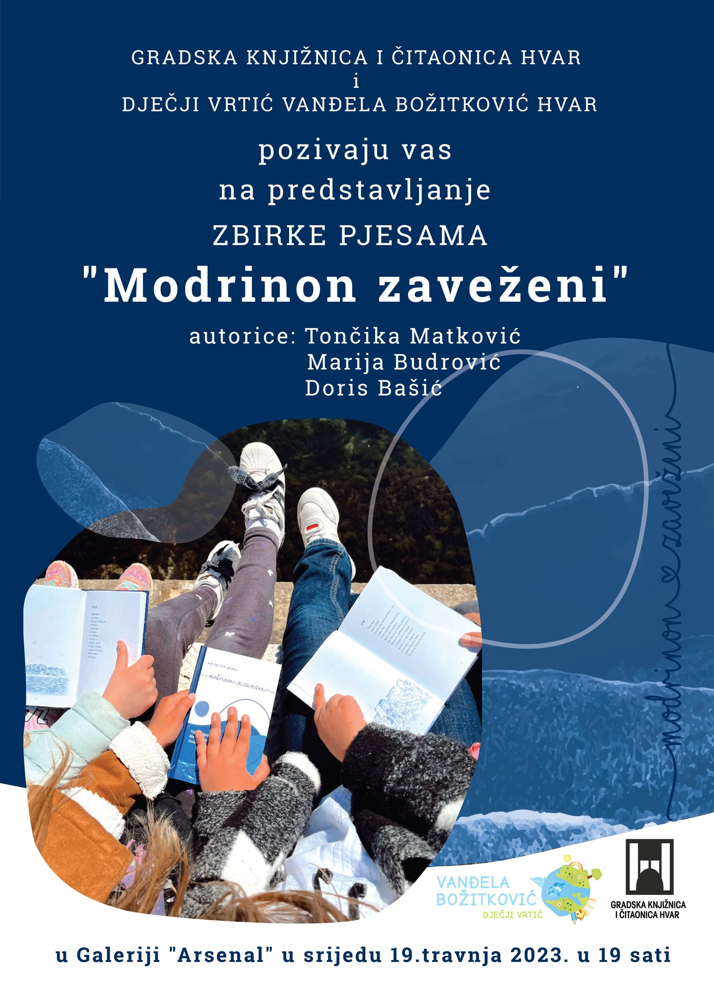 GRADSKA KNJIŽNICA I ČITAONICA HVAR
i
DJEČJI VRTIĆ VANĐELA BOŽITKOVIĆ HVAR
pozivaju vas
na predstavljanje
ZBIRKE PJESAMA
"Modrinon zaveženi"
autorice: Tončika Matković
Marija Budrović
Doris Bašić
modrinon zaveženi
PJESNIČKA ZBIRKA
modrinon zaveženi
VANĐELA
BOŽITKOVIĆ
DJEČJI VRTIĆ
GRADSKA KNJIŽNICA
I ČITAONICA HVAR
u Galeriji "Arsenal" u srijedu 19.travnja 2023. u 19 sati